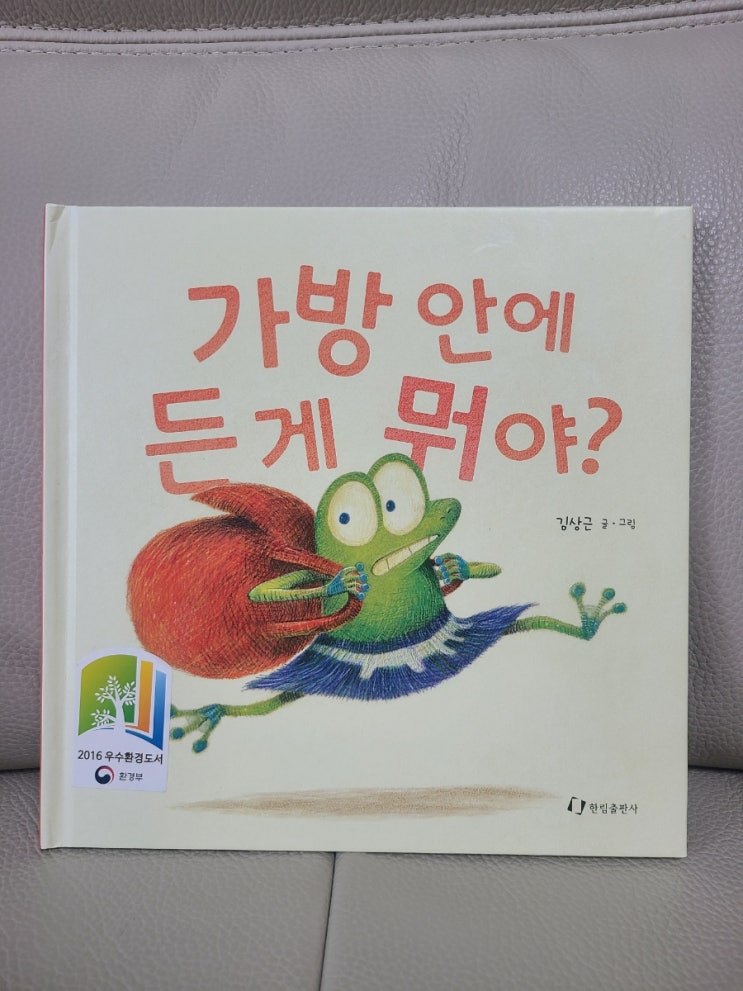 가방 안에
든 게 뭐야?
김상근 글·그림
2016 우수환경도서
환경부
한림출판사